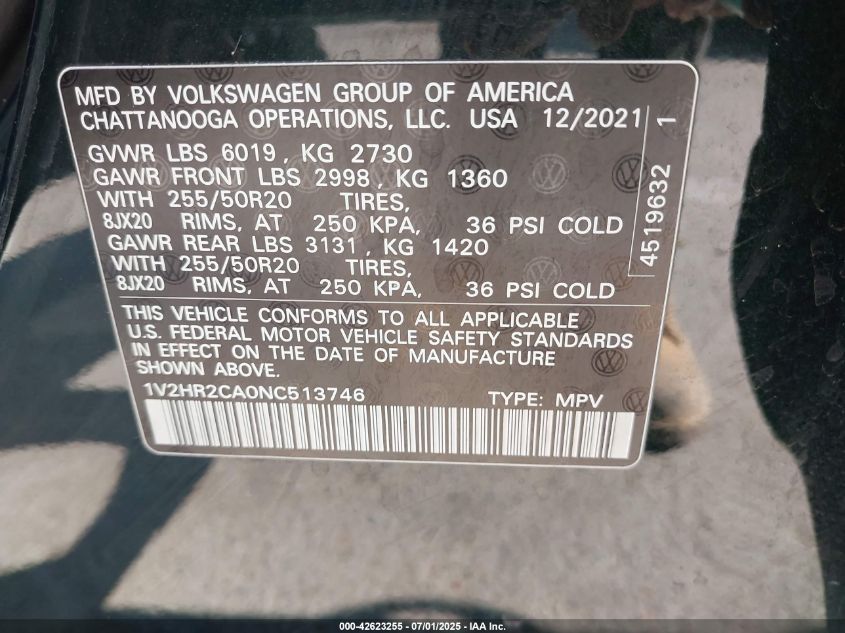 MFD BY VOLKSWAGEN GROUP OF AMERICA
CHATTANOOGA OPERATIONS, LLC. USA 12/2021
GVWR LBS 6019, KG 2730
GAWR FRONT LBS 2998, KG 1360
WITH 255/50R20 TIRES,
8JX20 RIMS, AT 250 KPA, 36 PSI COLD
GAWR REAR LBS 3131, KG 1420
WITH 255/50R20 TIRES,
8JX20 RIMS, AT 250 KPA, 36 PSI COLD
THIS VEHICLE CONFORMS TO ALL APPLICABLE
U.S. FEDERAL MOTOR VEHICLE SAFETY STANDARDS
IN EFFECT ON THE DATE OF MANUFACTURE
SHOWN ABOVE.
1V2HR2CA0NC513746 TYPE: MPV
4519632 1
000-42623255 - 07/01/2025 - IAA Inc.